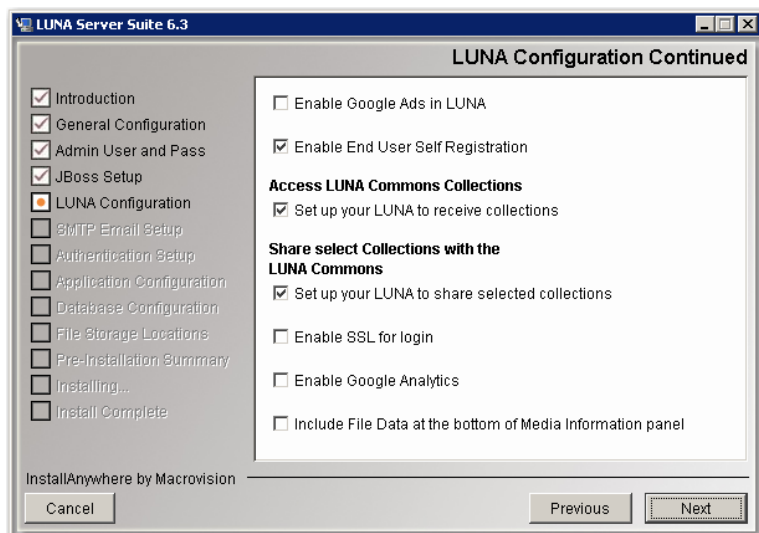 LUNA Server Suite 6.3
LUNA Configuration Continued
Introduction
General Configuration
Admin User and Pass
JBoss Setup
LUNA Configuration
SMTP Email Setup
Authentication Setup
Application Configuration
Database Configuration
File Storage Locations
Pre-Installation Summary
Installing...
Install Complete
Enable Google Ads in LUNA
Enable End User Self Registration
Access LUNA Commons Collections
Set up your LUNA to receive collections
Share select Collections with the
LUNA Commons
Set up your LUNA to share selected collections
Enable SSL for login
Enable Google Analytics
Include File Data at the bottom of Media Information panel
InstallAnywhere by Macrovision
Cancel
Previous
Next